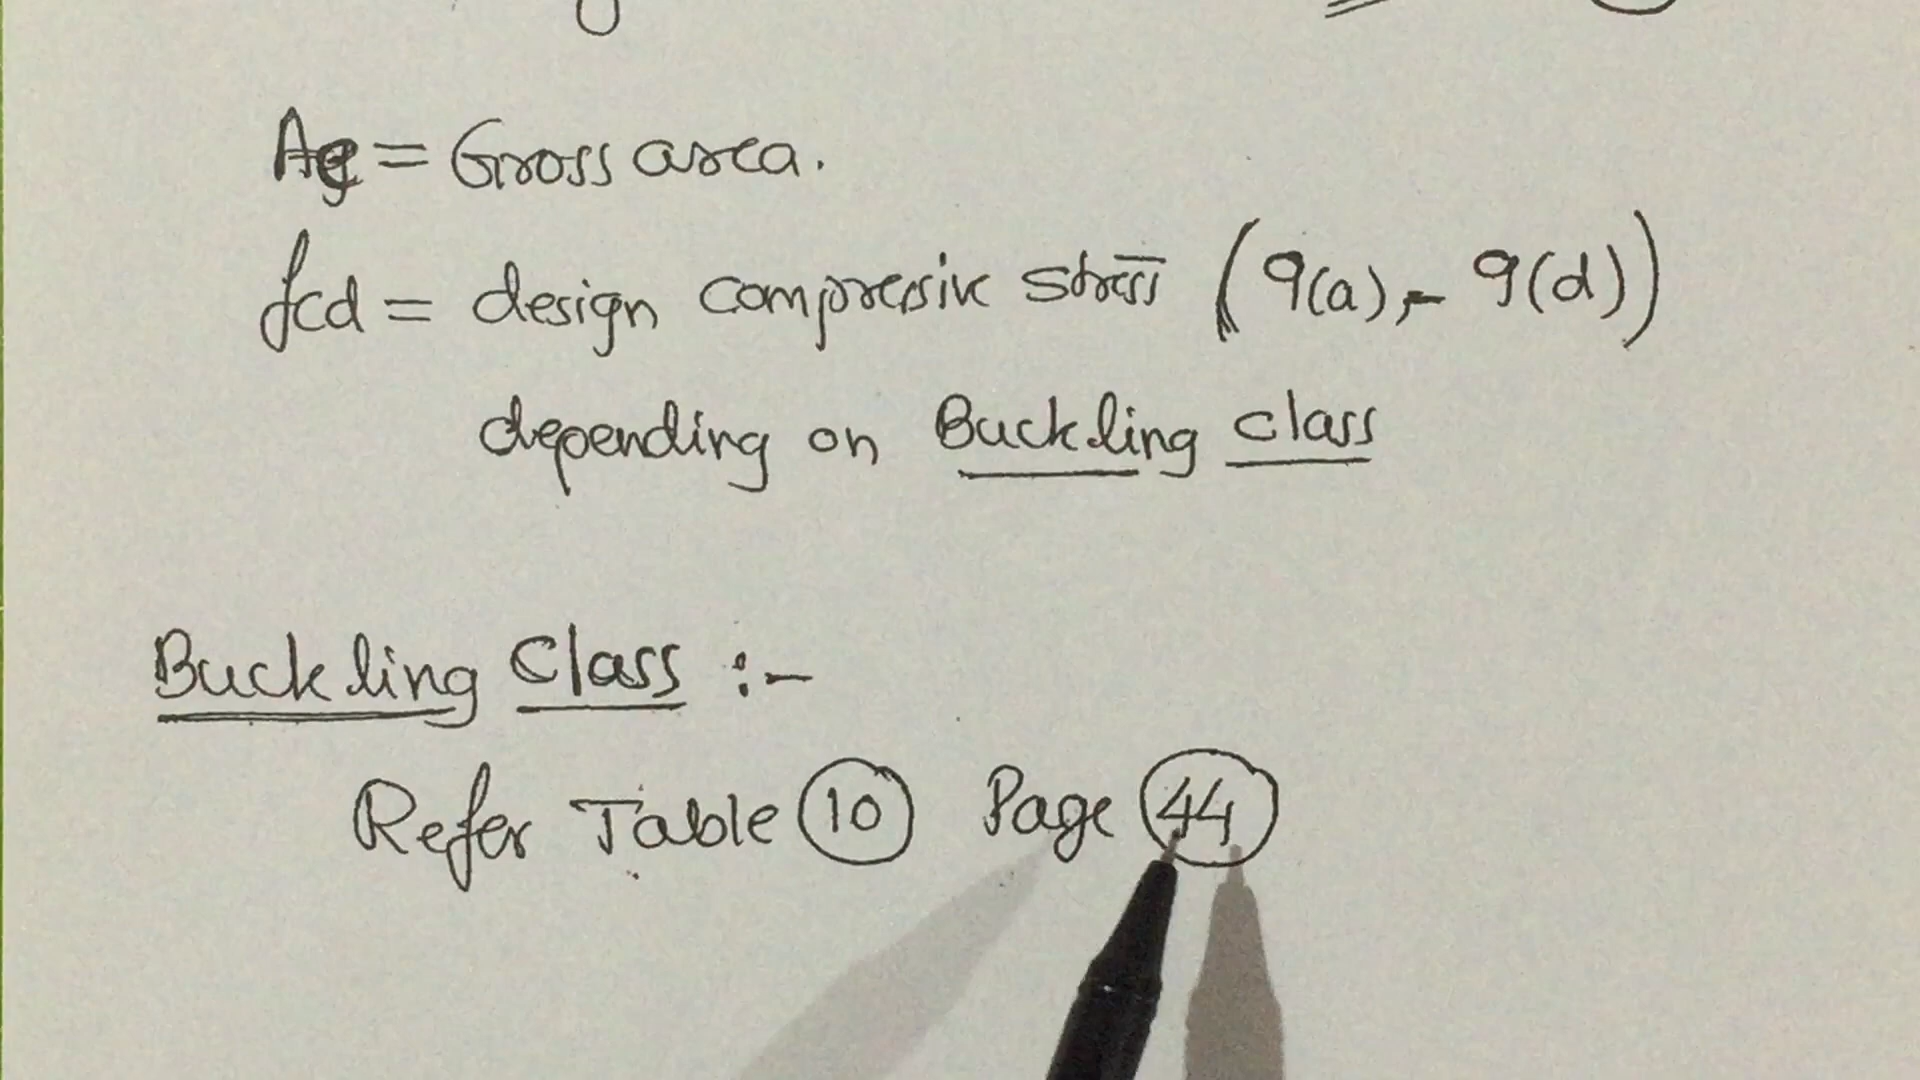 Ag = Gross area.
fcd = design compressive stress (9(a), - 9(d))
depending on Buckling class
Buckling Class :-
Refer Table 10 Page 44